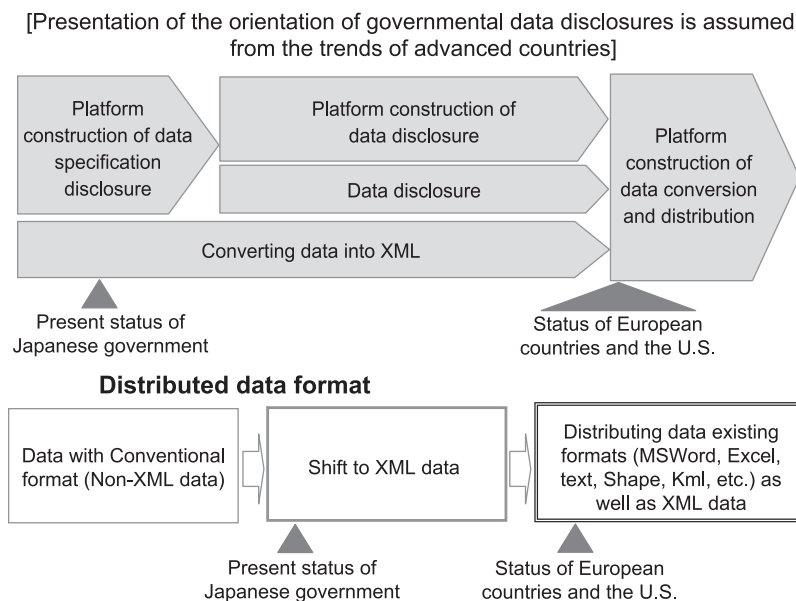 [Presentation of the orientation of governmental data disclosures is assumed
from the trends of advanced countries]
Platform
construction of data
specification
disclosure
Platform construction of
data disclosure
Data disclosure
Converting data into XML
Platform
construction of
data conversion
and distribution
Present status of
Japanese government
Status of European
countries and the U.S.
Distributed data format
Data with Conventional
format (Non-XML data)
Shift to XML data
Distributing data existing
formats (MSWord, Excel,
text, Shape, Kml, etc.) as
well as XML data
Present status of
Japanese government
Status of European
countries and the U.S.